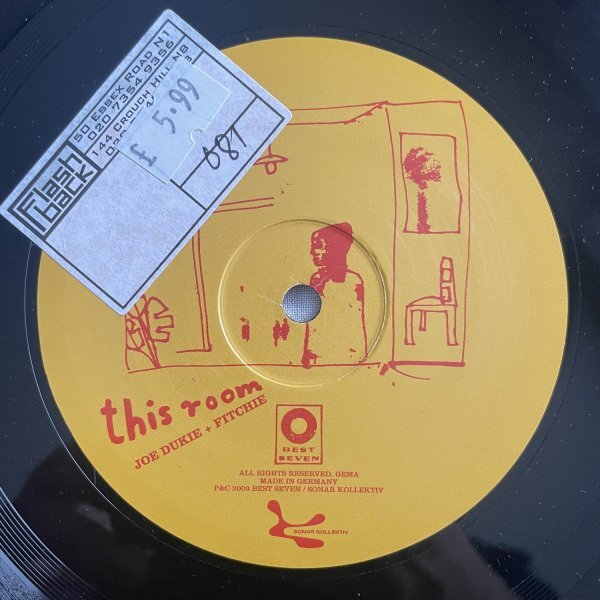 50 ESSEX ROAD N1
020 7354 9356
144 CROUCH HILL N8
Flash
back
£ 5.99
081
this room
JOE DUKIE + FITCHIE
BEST
SEVEN
ALL RIGHTS RESERVED. GEMA
MADE IN GERMANY
P&C 2003 BEST SEVEN / SONAR KOLLEKTIV
SONAR KOLLEKTIV